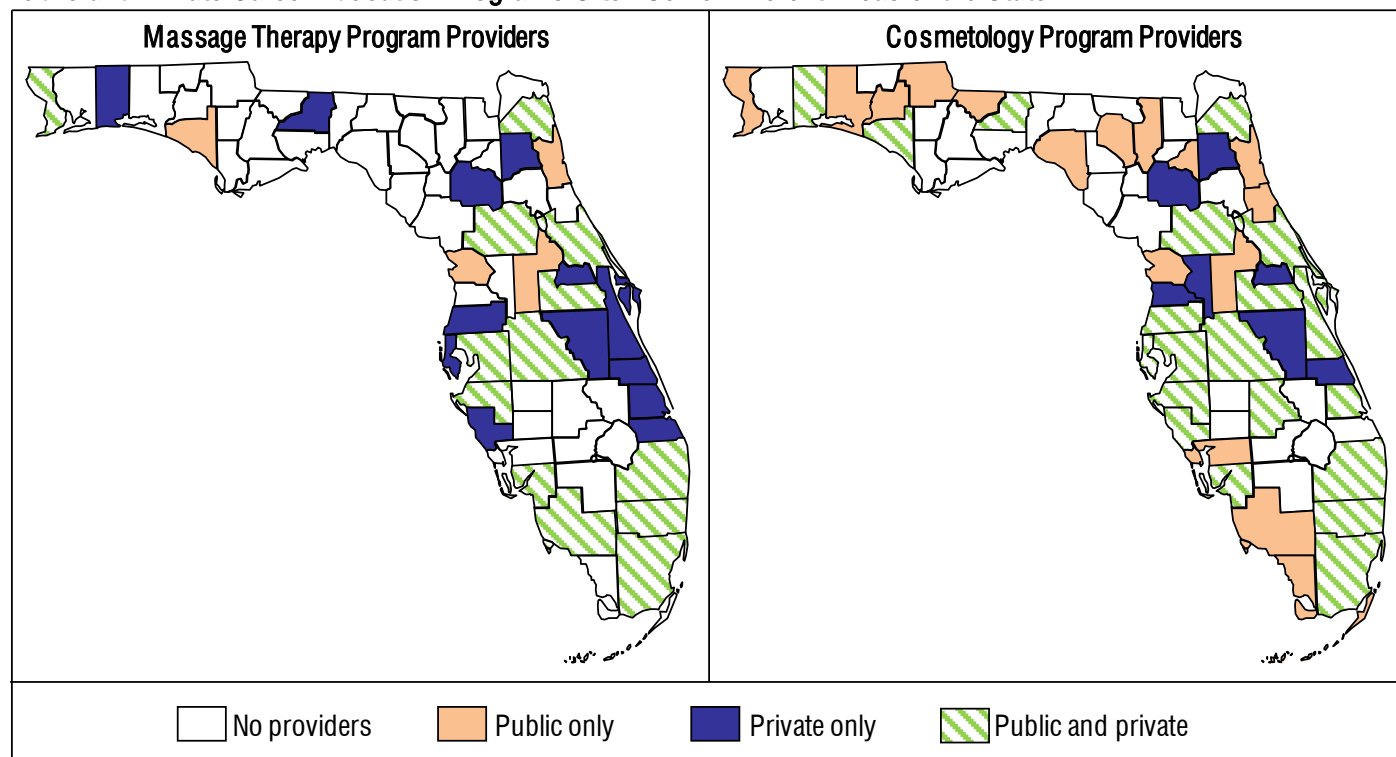 Massage Therapy Program Providers
Cosmetology Program Providers
No providers
Public only
Private only
Public and private